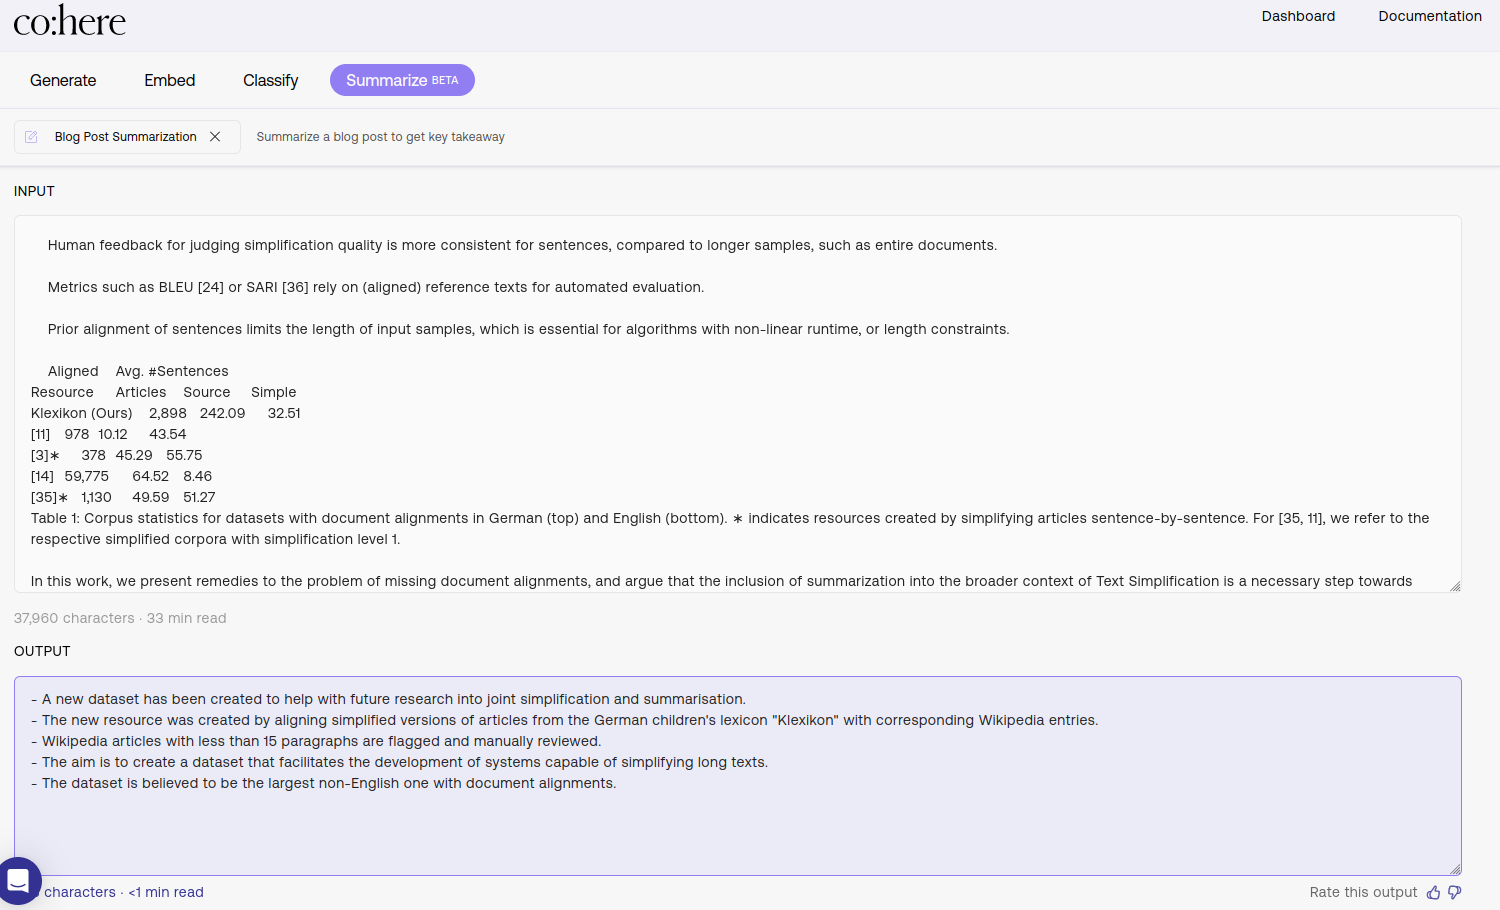 co:here
Dashboard Documentation
Generate Embed Classify Summarize BETA
Blog Post Summarization Summarize a blog post to get key takeaway
INPUT
Human feedback for judging simplification quality is more consistent for sentences, compared to longer samples, such as entire documents.
Metrics such as BLEU [24] or SARI [36] rely on (aligned) reference texts for automated evaluation.
Prior alignment of sentences limits the length of input samples, which is essential for algorithms with non-linear runtime, or length constraints.
Aligned Avg. #Sentences
Resource Articles Source Simple
Klexikon (Ours) 2,898 242.09 32.51
[11] 978 10.12 43.54
[3]∗ 378 45.29 55.75
[14] 59,775 64.52 8.46
[35]∗ 1,130 49.59 51.27
Table 1: Corpus statistics for datasets with document alignments in German (top) and English (bottom). ∗ indicates resources created by simplifying articles sentence-by-sentence. For [35, 11], we refer to the
respective simplified corpora with simplification level 1.
In this work, we present remedies to the problem of missing document alignments, and argue that the inclusion of summarization into the broader context of Text Simplification is a necessary step towards
37,960 characters · 33 min read
OUTPUT
- A new dataset has been created to help with future research into joint simplification and summarisation.
- The new resource was created by aligning simplified versions of articles from the German children's lexicon "Klexikon" with corresponding Wikipedia entries.
- Wikipedia articles with less than 15 paragraphs are flagged and manually reviewed.
- The aim is to create a dataset that facilitates the development of systems capable of simplifying long texts.
- The dataset is believed to be the largest non-English one with document alignments.
characters · <1 min read
Rate this output